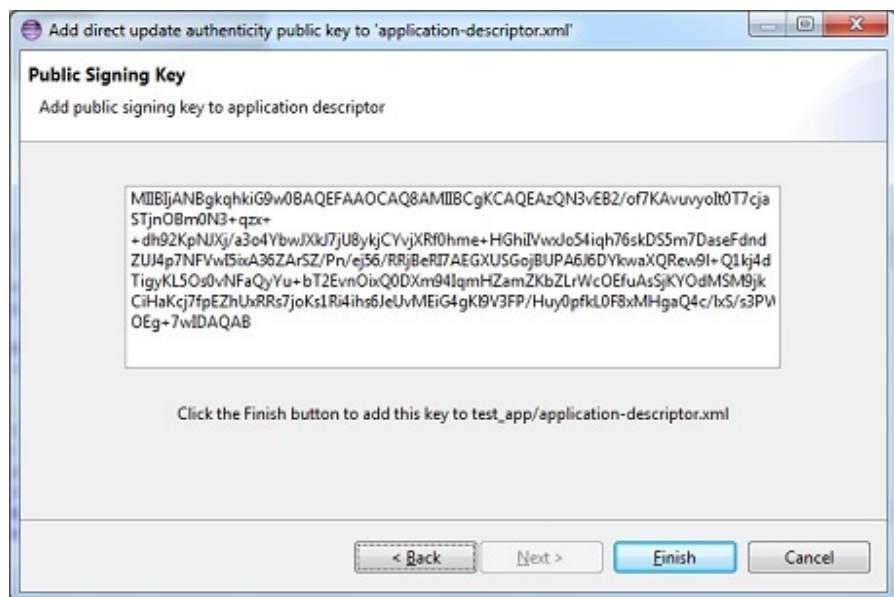 Add direct update authenticity public key to 'application-descriptor.xml'
Public Signing Key
Add public signing key to application descriptor
MIIBIjANBgkqhkiG9w0BAQEFAAOCAQ8AMIIBCgKCAQEAzQN3vEB2/of7KAvuvyoIt0T7cja
STjnOBm0N3+qzx+
+dh92KpNJXj/a3o4YbwJXkJ7jU8ykjCYvjXRf0hme+HGhiIVwxJo54iqh76skDS5m7DaseFdnd
ZUJ4p7NFVwI5ixA36ZArSZ/Pn/ej56/RRjBeRI7AEGXUSGojBUPA6J6DYkwaXQRew9I+Q1kj4d
TigyKL5Os0vNFaQyYu+bT2EvnOixQ0DXm94IqmHZamZKbZLrWcOEfuAsSjKYOdMSM9jk
CiHaKcj7fpEZhUxRRs7joKs1Ri4ihs6JeUvMEiG4gKI9V3FP/Huy0pfkL0F8xMHgaQ4c/IxS/s3PW
OEg+7wIDAQAB
Click the Finish button to add this key to test_app/application-descriptor.xml
< Back
Next >
Finish
Cancel